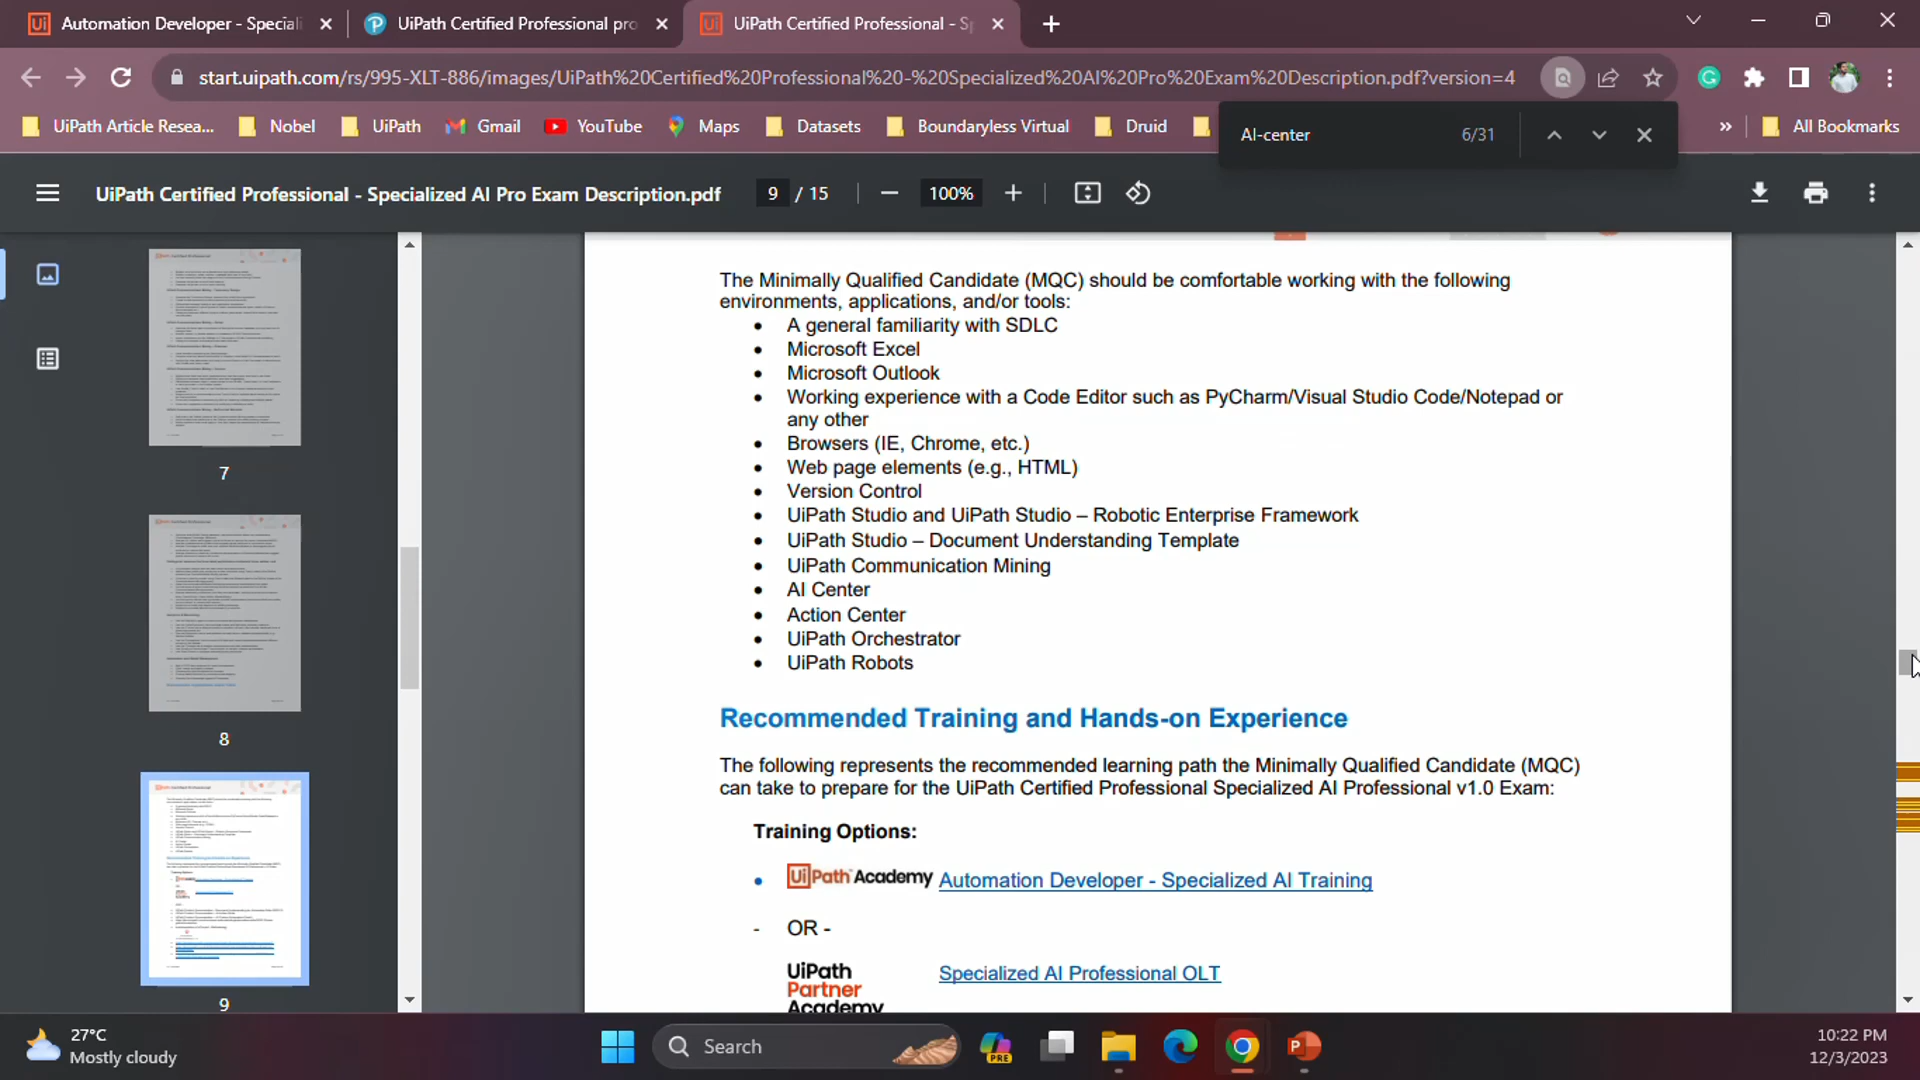 Automation Developer - Speciali
UiPath Certified Professional pro
UiPath Certified Professional - Sp
start.uipath.com/rs/995-XLT-886/images/UiPath%20Certified%20Professional%20-%20Specialized%20AI%20Pro%20Exam%20Description.pdf?version=4
UiPath Article Resea...
Nobel
UiPath
Gmail
YouTube
Maps
Datasets
Boundaryless Virtual
Druid
All Bookmarks
AI-center 6/31
UiPath Certified Professional - Specialized AI Pro Exam Description.pdf
9 / 15
100%
7
8
9
The Minimally Qualified Candidate (MQC) should be comfortable working with the following
environments, applications, and/or tools:
• A general familiarity with SDLC
• Microsoft Excel
• Microsoft Outlook
• Working experience with a Code Editor such as PyCharm/Visual Studio Code/Notepad or
any other
• Browsers (IE, Chrome, etc.)
• Web page elements (e.g., HTML)
• Version Control
• UiPath Studio and UiPath Studio – Robotic Enterprise Framework
• UiPath Studio – Document Understanding Template
• UiPath Communication Mining
• AI Center
• Action Center
• UiPath Orchestrator
• UiPath Robots
Recommended Training and Hands-on Experience
The following represents the recommended learning path the Minimally Qualified Candidate (MQC)
can take to prepare for the UiPath Certified Professional Specialized AI Professional v1.0 Exam:
Training Options:
• UiPath Academy Automation Developer - Specialized AI Training
- OR -
UiPath
Partner
Academy
Specialized AI Professional OLT
27°C
Mostly cloudy
Search
PRE
10:22 PM
12/3/2023